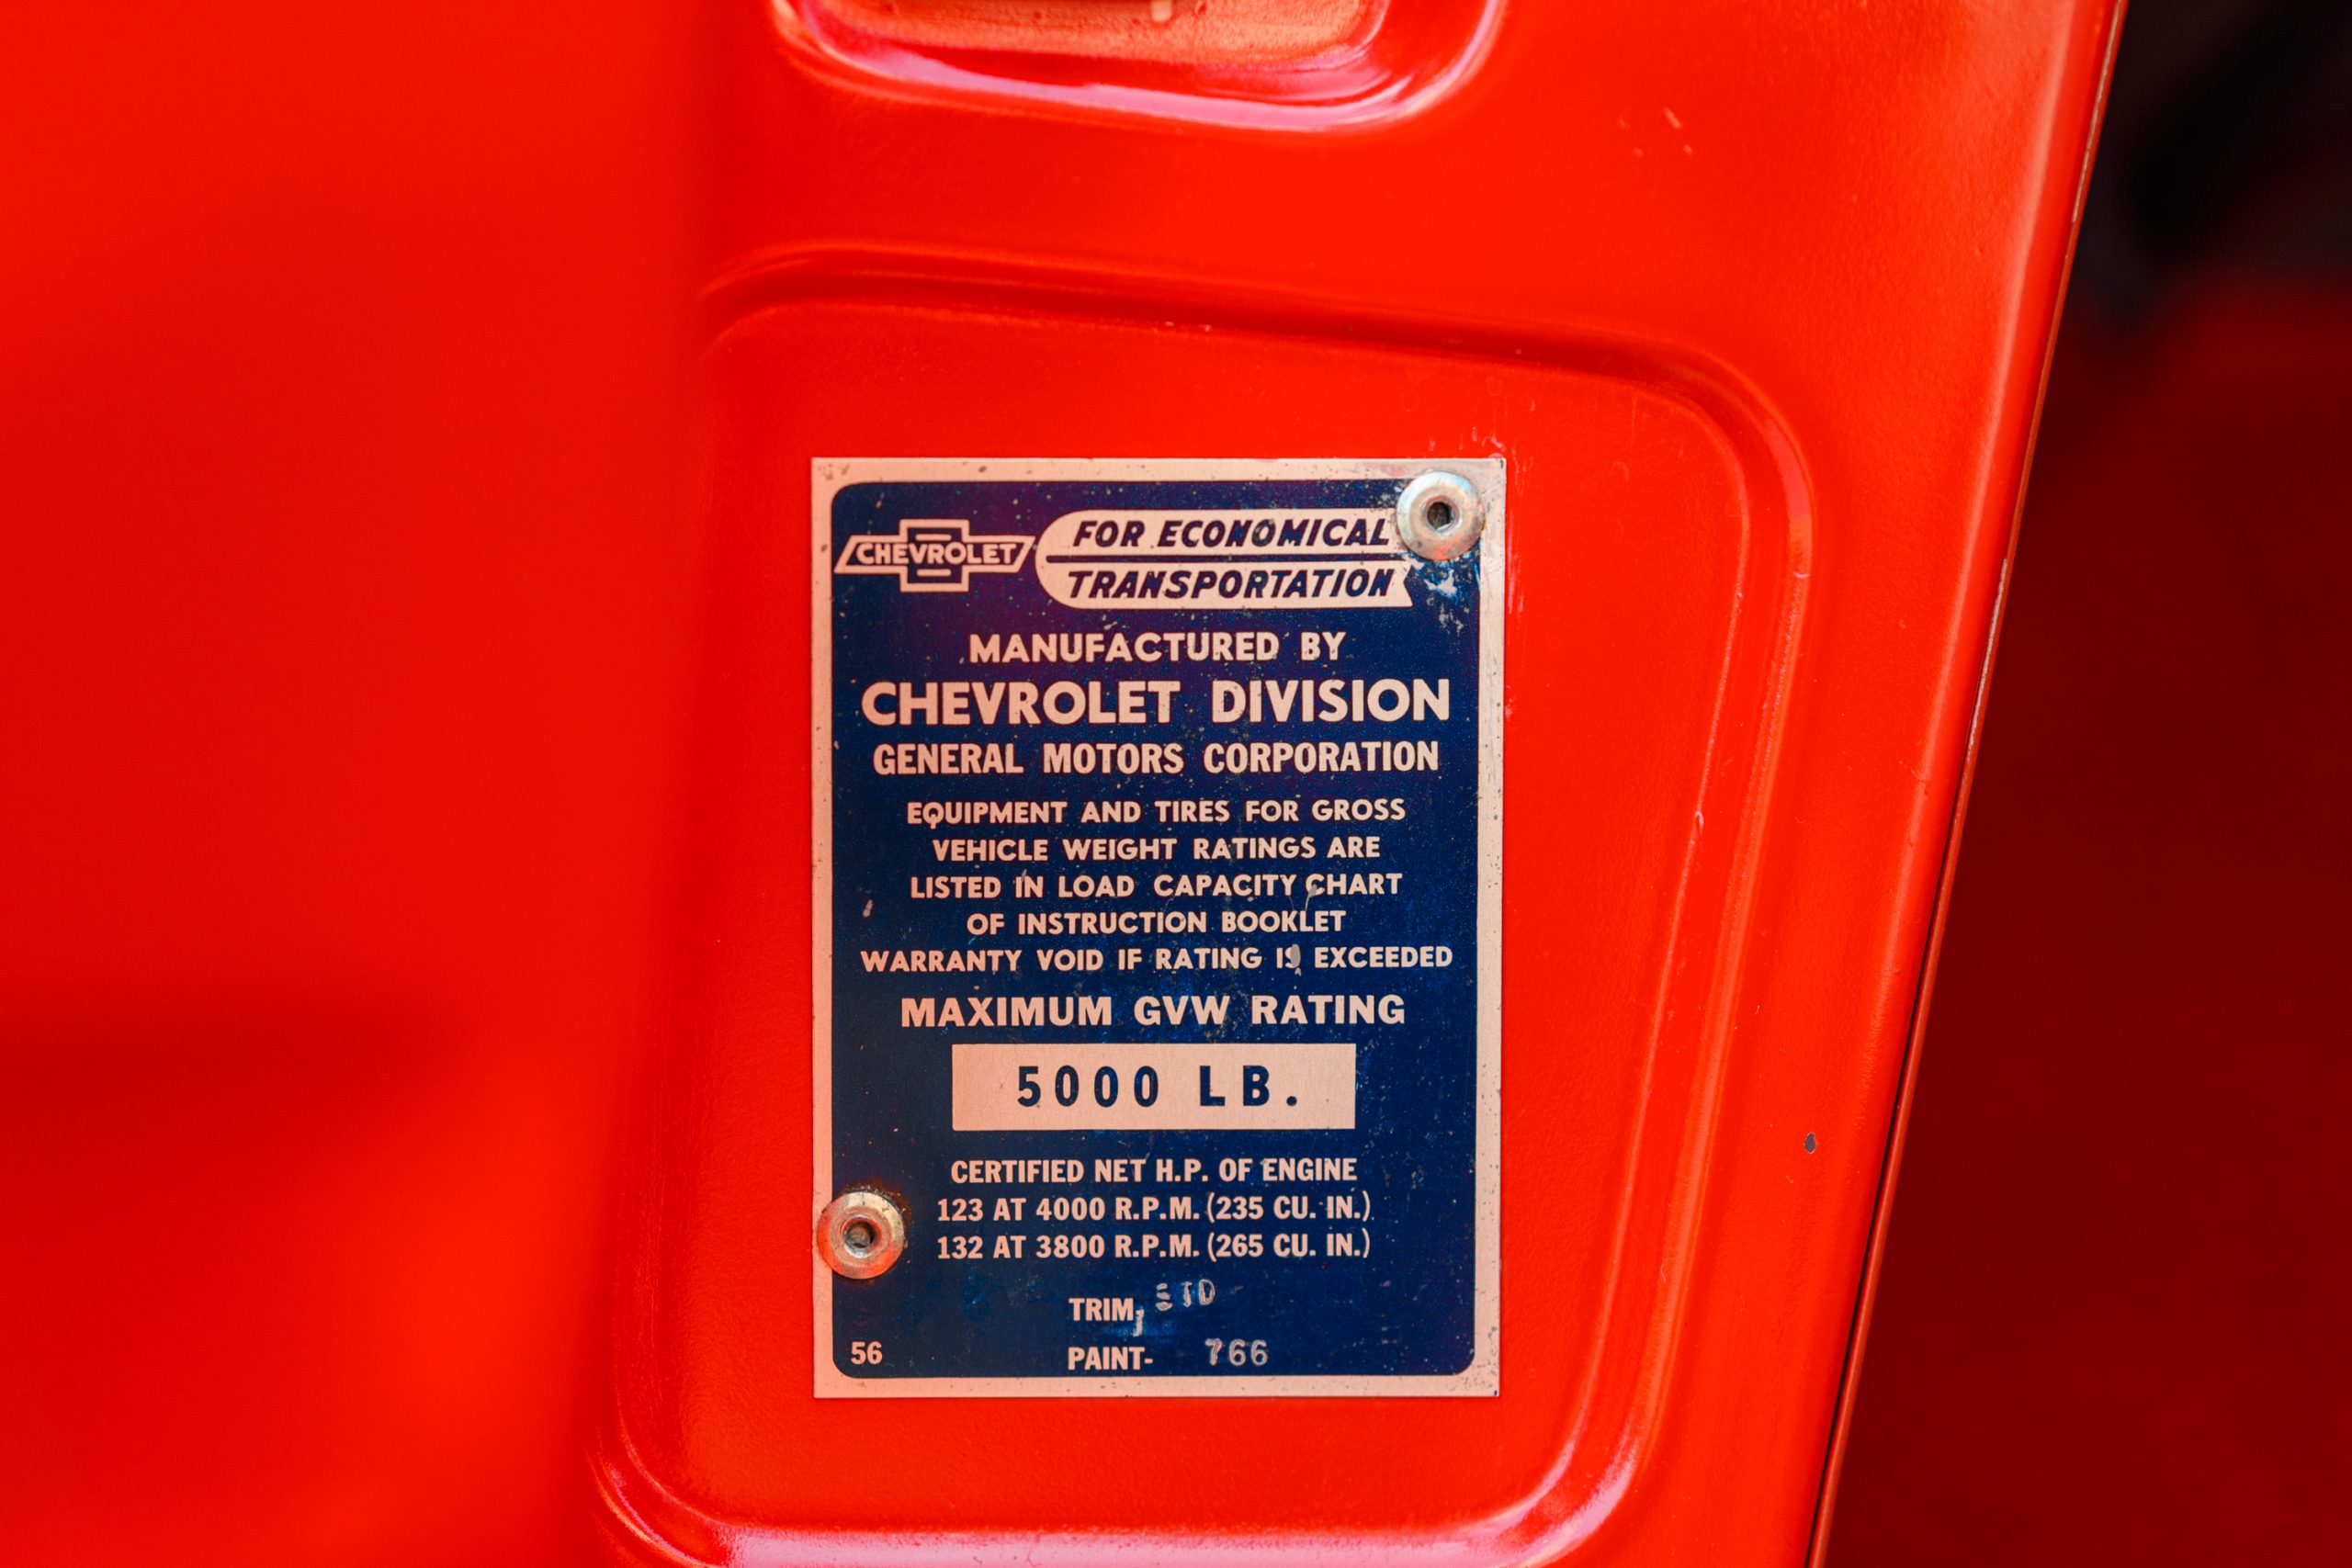 CHEVROLET
FOR ECONOMICAL
TRANSPORTATION
MANUFACTURED BY
CHEVROLET DIVISION
GENERAL MOTORS CORPORATION
EQUIPMENT AND TIRES FOR GROSS
VEHICLE WEIGHT RATINGS ARE
LISTED IN LOAD CAPACITY CHART
OF INSTRUCTION BOOKLET
WARRANTY VOID IF RATING IS EXCEEDED
MAXIMUM GVW RATING
5000 LB.
CERTIFIED NET H.P. OF ENGINE
123 AT 4000 R.P.M. (235 CU. IN.)
132 AT 3800 R.P.M. (265 CU. IN.)
TRIM- STD
56
PAINT- 766